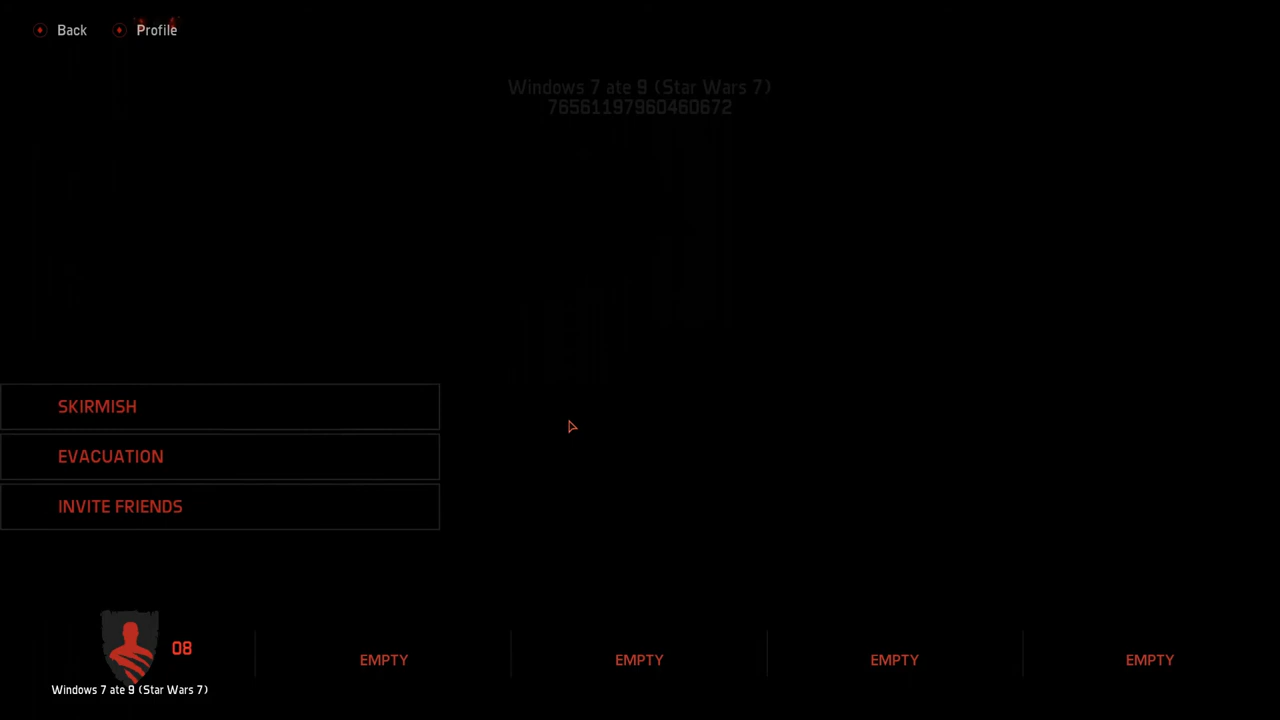 Back
Profile
Windows 7 ate 9 (Star Wars 7)
76561197960460672
SKIRMISH
EVACUATION
INVITE FRIENDS
08
Windows 7 ate 9 (Star Wars 7)
EMPTY
EMPTY
EMPTY
EMPTY